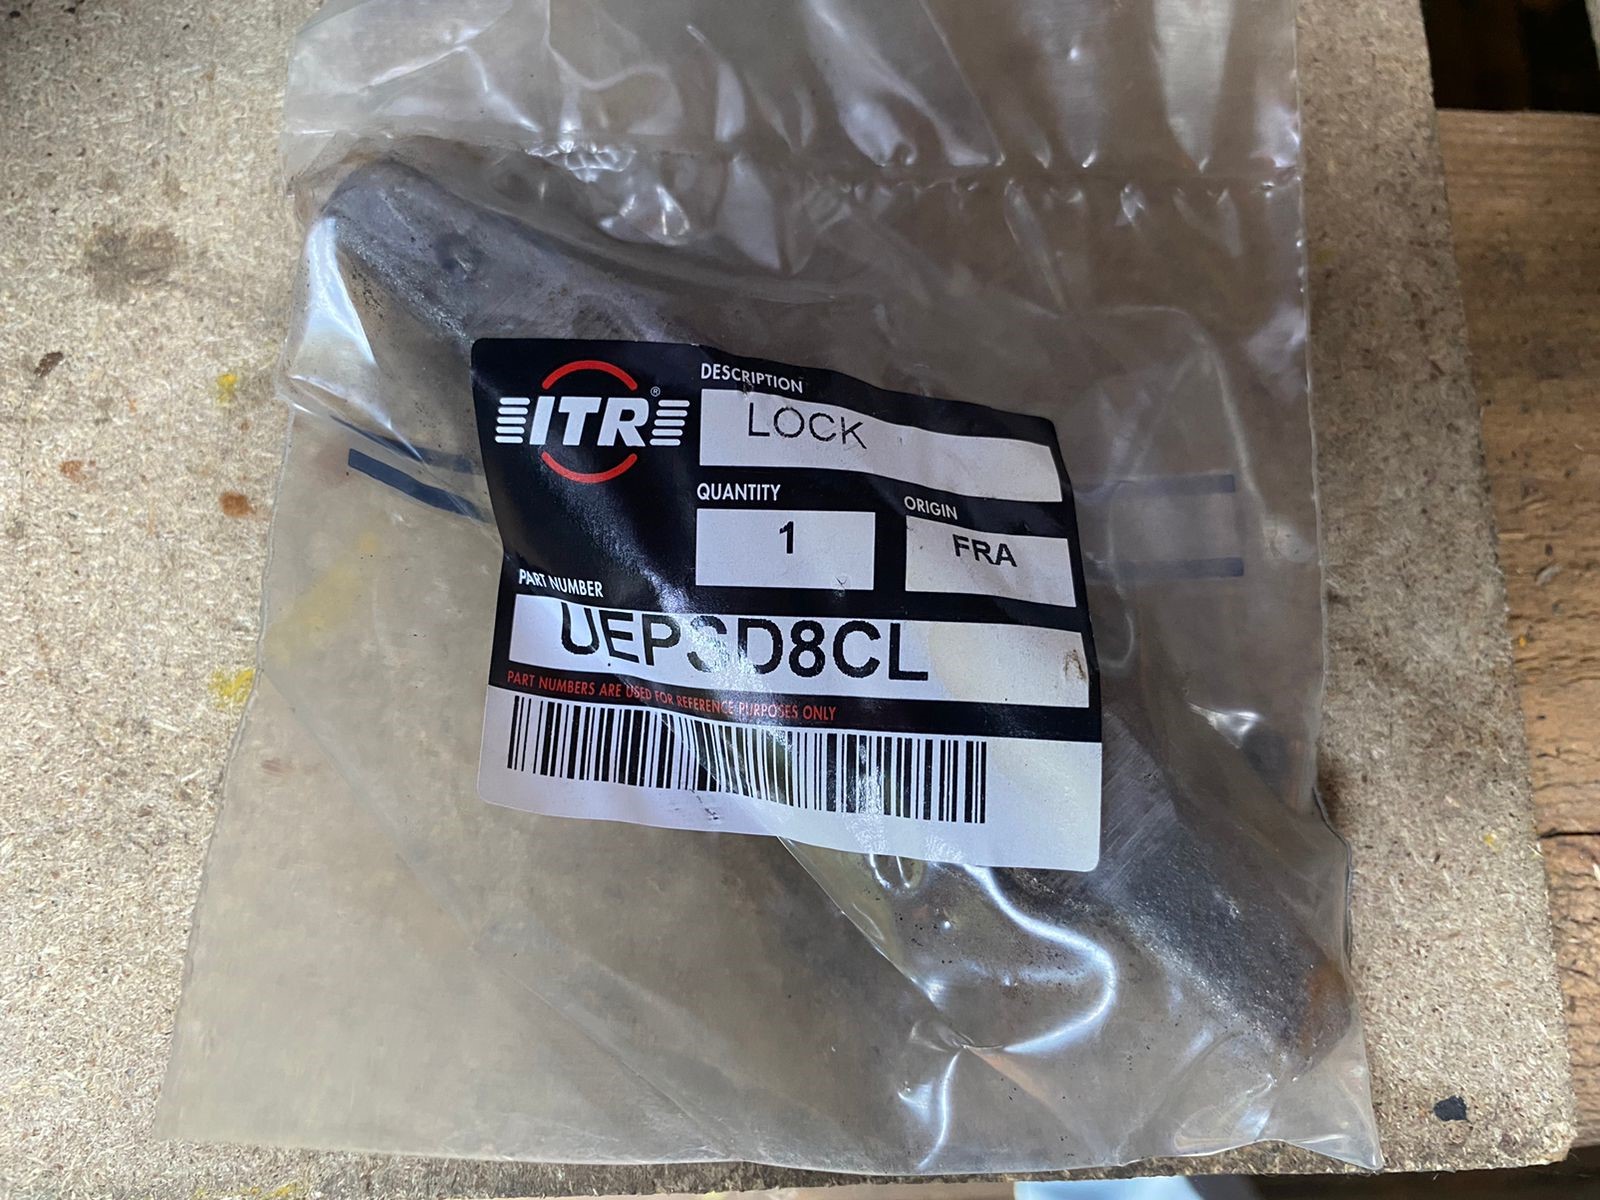 ITR®
DESCRIPTION
LOCK
QUANTITY
ORIGIN
1
FRA
PART NUMBER
UEPSD8CL
PART NUMBERS ARE USED FOR REFERENCE PURPOSES ONLY